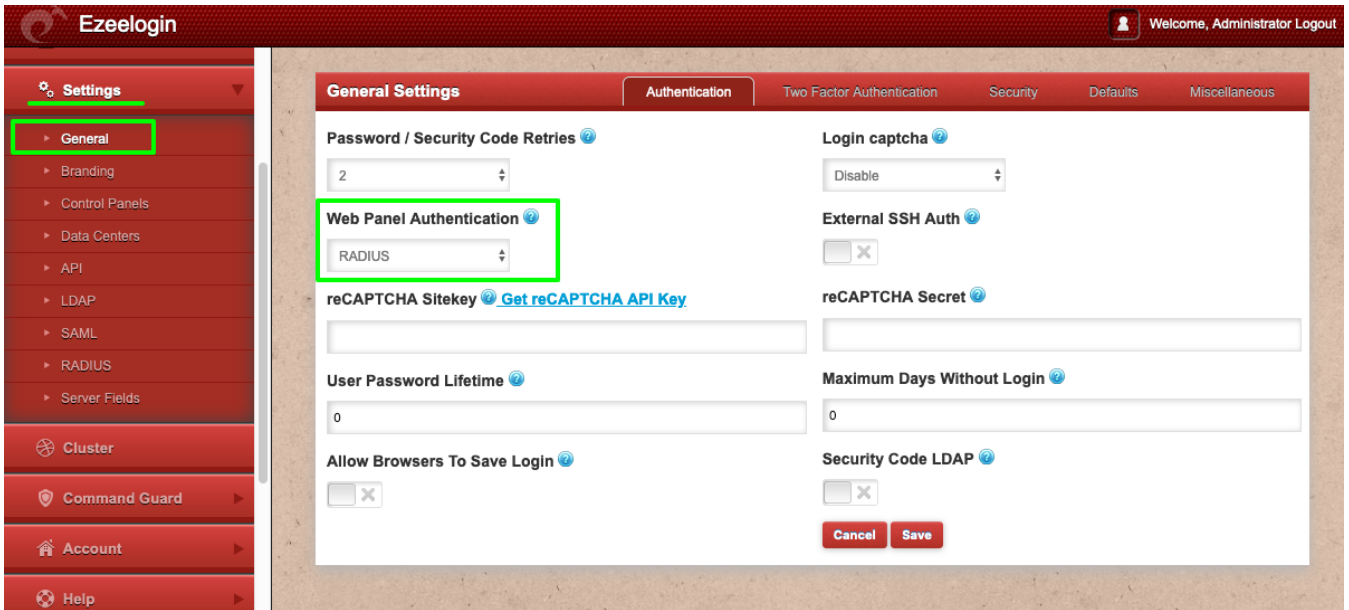 Ezeelogin
Welcome, Administrator Logout
Settings
General
Branding
Control Panels
Data Centers
API
LDAP
SAML
RADIUS
Server Fields
Cluster
Command Guard
Account
Help
General Settings
Authentication
Two Factor Authentication
Security
Defaults
Miscellaneous
Password / Security Code Retries
2
Login captcha
Disable
Web Panel Authentication
RADIUS
External SSH Auth
reCAPTCHA Sitekey Get reCAPTCHA API Key
reCAPTCHA Secret
User Password Lifetime
0
Maximum Days Without Login
0
Allow Browsers To Save Login
Security Code LDAP
Cancel
Save